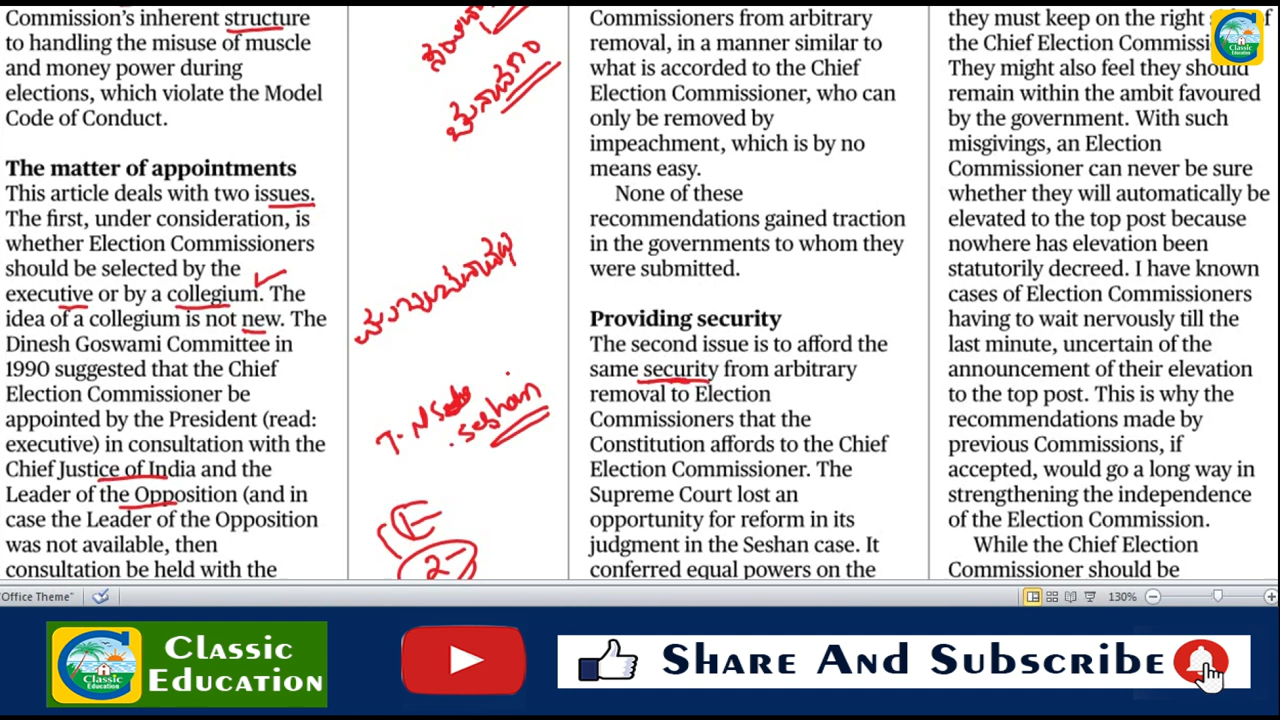 Commission's inherent structure
to handling the misuse of muscle
and money power during
elections, which violate the Model
Code of Conduct.
The matter of appointments
This article deals with two issues.
The first, under consideration, is
whether Election Commissioners
should be selected by the
executive or by a collegium. The
idea of a collegium is not new. The
Dinesh Goswami Committee in
1990 suggested that the Chief
Election Commissioner be
appointed by the President (read:
executive) in consultation with the
Chief Justice of India and the
Leader of the Opposition (and in
case the Leader of the Opposition
was not available, then
consultation be held with the
T. N
Seshan
2
Commissioners from arbitrary
removal, in a manner similar to
what is accorded to the Chief
Election Commissioner, who can
only be removed by
impeachment, which is by no
means easy.
None of these
recommendations gained traction
in the governments to whom they
were submitted.
Providing security
The second issue is to afford the
same security from arbitrary
removal to Election
Commissioners that the
Constitution affords to the Chief
Election Commissioner. The
Supreme Court lost an
opportunity for reform in its
judgment in the Seshan case. It
conferred equal powers on the
they must keep on the right of
the Chief Election
They might also feel they should
remain within the ambit favoured
by the government. With such
misgivings, an Election
Commissioner can never be sure
whether they will automatically be
elevated to the top post because
nowhere has elevation been
statutorily decreed. I have known
cases of Election Commissioners
having to wait nervously till the
last minute, uncertain of the
announcement of their elevation
to the top post. This is why the
recommendations made by
previous Commissions, if
accepted, would go a long way in
strengthening the independence
of the Election Commission.
While the Chief Election
Commissioner should be
Classic
Education
"Office Theme"
130%
Classic
Education
Classic
Education
Share And Subscribe